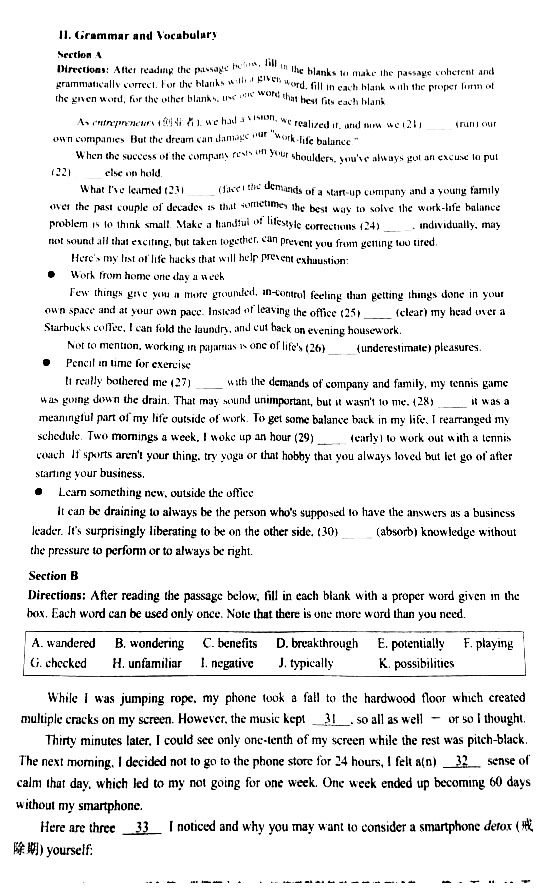 II. Grammar and Vocabulary
Section A
Directions: After reading the passage below, fill in the blanks to make the passage coherent and
grammatically correct. For the blanks with a given word, fill in each blank with the proper form of
the given word; for the other blanks, use one word that best fits each blank.
As entrepreneurs (创业者), we had a vision, we realized it, and now we (21) _____ (run) our
own companies. But the dream can damage our "work-life balance."
When the success of the company rests on your shoulders, you've always got an excuse to put
(22) ___ else on hold.
What I've learned (23) _____ (face) the demands of a start-up company and a young family
over the past couple of decades is that sometimes the best way to solve the work-life balance
problem is to think small. Make a handful of lifestyle corrections (24) _____, individually, may
not sound all that exciting, but taken together, can prevent you from getting too tired.
Here's my list of life hacks that will help prevent exhaustion:
● Work from home one day a week
Few things give you a more grounded, in-control feeling than getting things done in your
own space and at your own pace. Instead of leaving the office (25) _____ (clear) my head over a
Starbucks coffee, I can fold the laundry, and cut back on evening housework.
Not to mention, working in pajamas is one of life's (26) _____ (underestimate) pleasures.
● Pencil in time for exercise
It really bothered me (27) _____ with the demands of company and family, my tennis game
was going down the drain. That may sound unimportant, but it wasn't to me. (28) _____ it was a
meaningful part of my life outside of work. To get some balance back in my life, I rearranged my
schedule. Two mornings a week, I woke up an hour (29) _____ (early) to work out with a tennis
coach. If sports aren't your thing, try yoga or that hobby that you always loved but let go of after
starting your business.
● Learn something new, outside the office
It can be draining to always be the person who's supposed to have the answers as a business
leader. It's surprisingly liberating to be on the other side, (30) _____ (absorb) knowledge without
the pressure to perform or to always be right.
Section B
Directions: After reading the passage below, fill in each blank with a proper word given in the
box. Each word can be used only once. Note that there is one more word than you need.
A. wandered B. wondering C. benefits D. breakthrough E. potentially F. playing
G. checked H. unfamiliar I. negative J. typically K. possibilities
While I was jumping rope, my phone took a fall to the hardwood floor which created
multiple cracks on my screen. However, the music kept __31__, so all as well — or so I thought.
Thirty minutes later, I could see only one-tenth of my screen while the rest was pitch-black.
The next morning, I decided not to go to the phone store for 24 hours, I felt a(n) __32__ sense of
calm that day, which led to my not going for one week. One week ended up becoming 60 days
without my smartphone.
Here are three __33__ I noticed and why you may want to consider a smartphone detox (戒
除期) yourself: